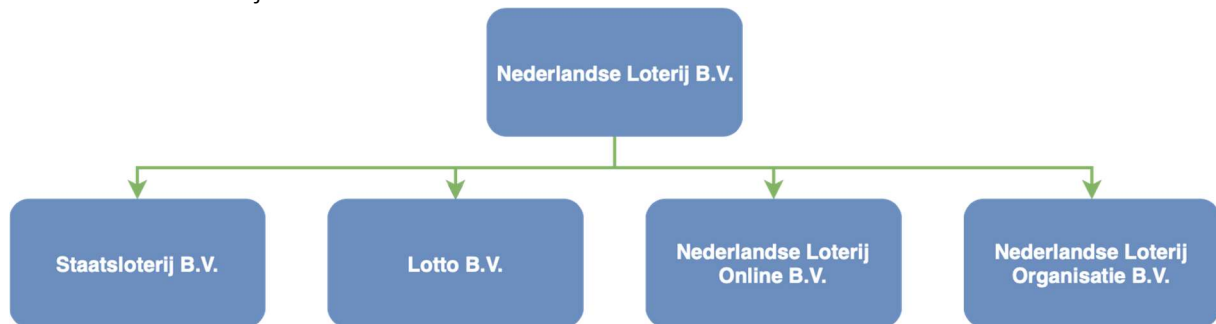 Nederlandse Loterij B.V.
Staatsloterij B.V.
Lotto B.V.
Nederlandse Loterij
Online B.V.
Nederlandse Loterij
Organisatie B.V.